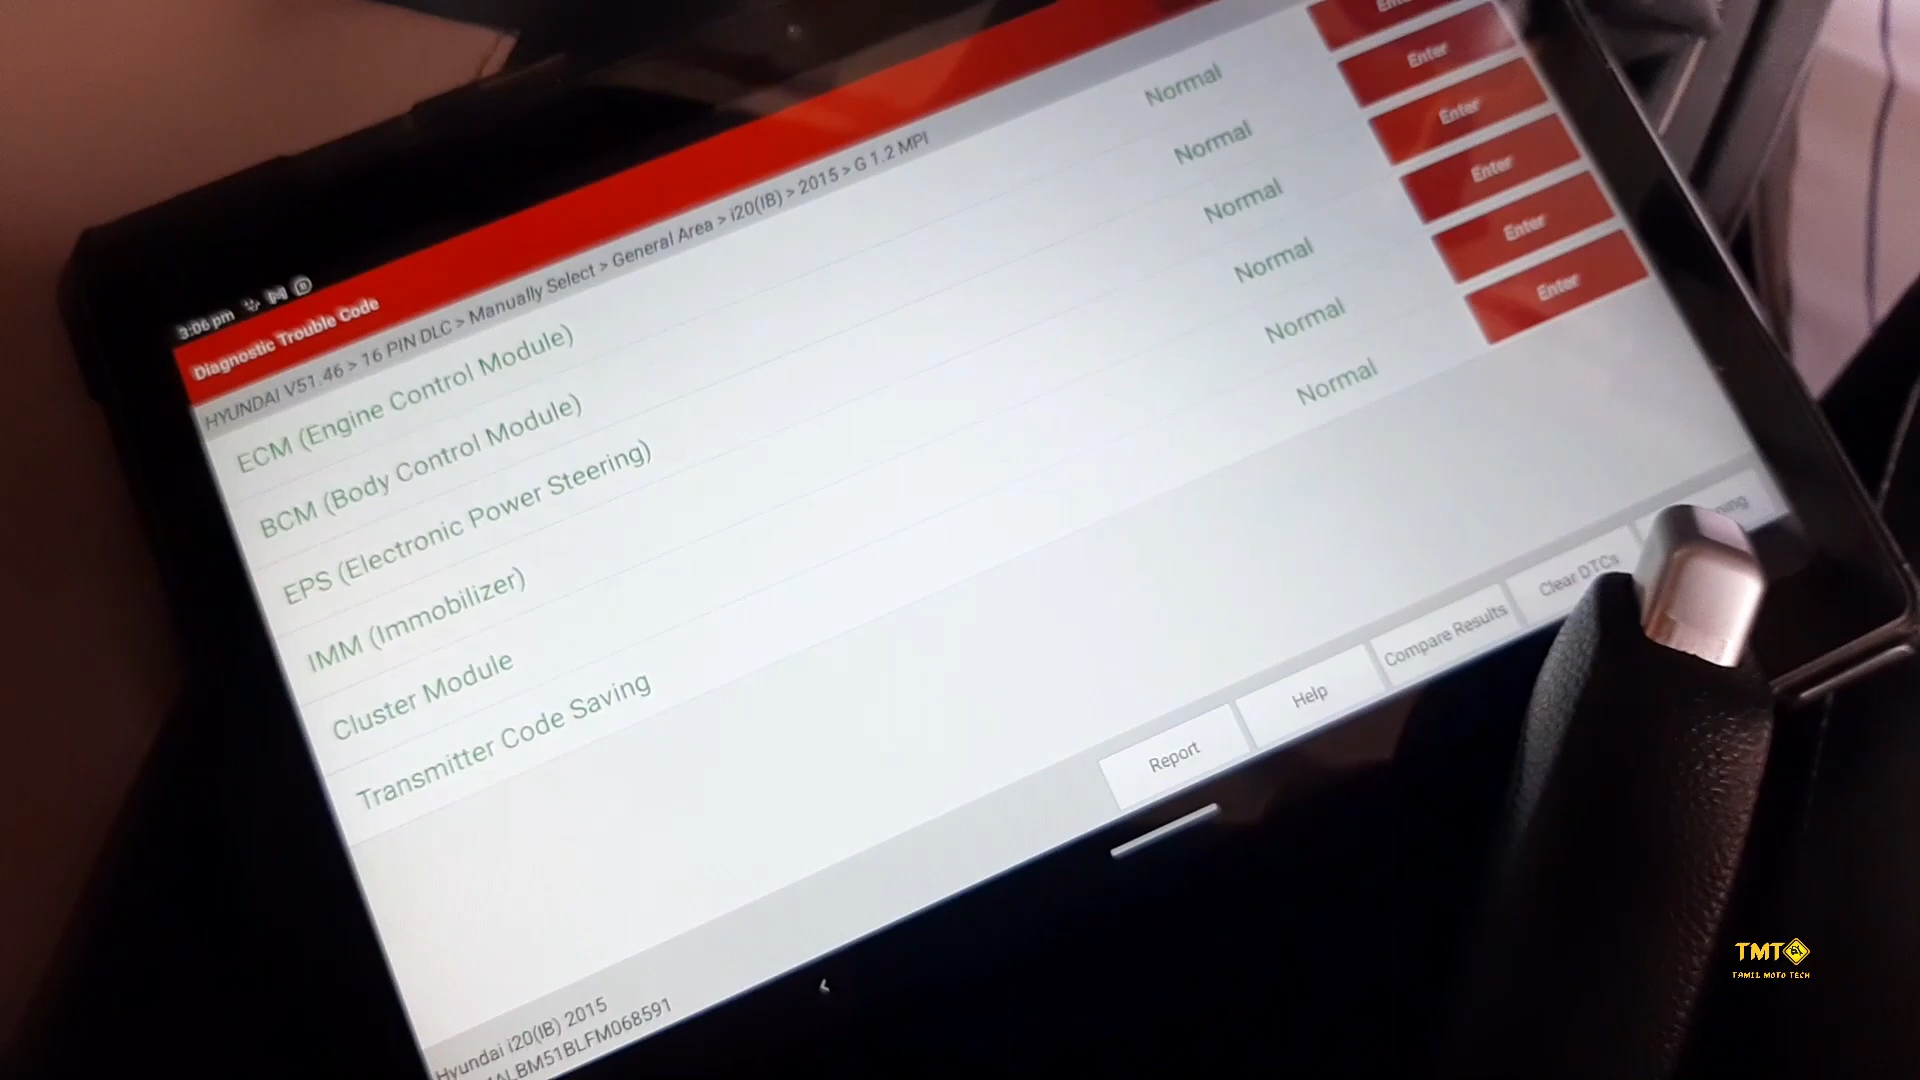 3:06 pm
Diagnostic Trouble Code
HYUNDAI V51.46 > 16 PIN DLC > Manually Select > General Area > i20(IB) > 2015 > G 1.2 MPI
ECM (Engine Control Module) Normal Enter
BCM (Body Control Module) Normal Enter
EPS (Electronic Power Steering) Normal Enter
IMM (Immobilizer) Normal Enter
Cluster Module Normal Enter
Transmitter Code Saving Normal Enter
Report Help Compare Results Clear DTCs
Hyundai i20(IB) 2015
ALBM51BLFM068591
TMT
TAMIL MOTO TECH